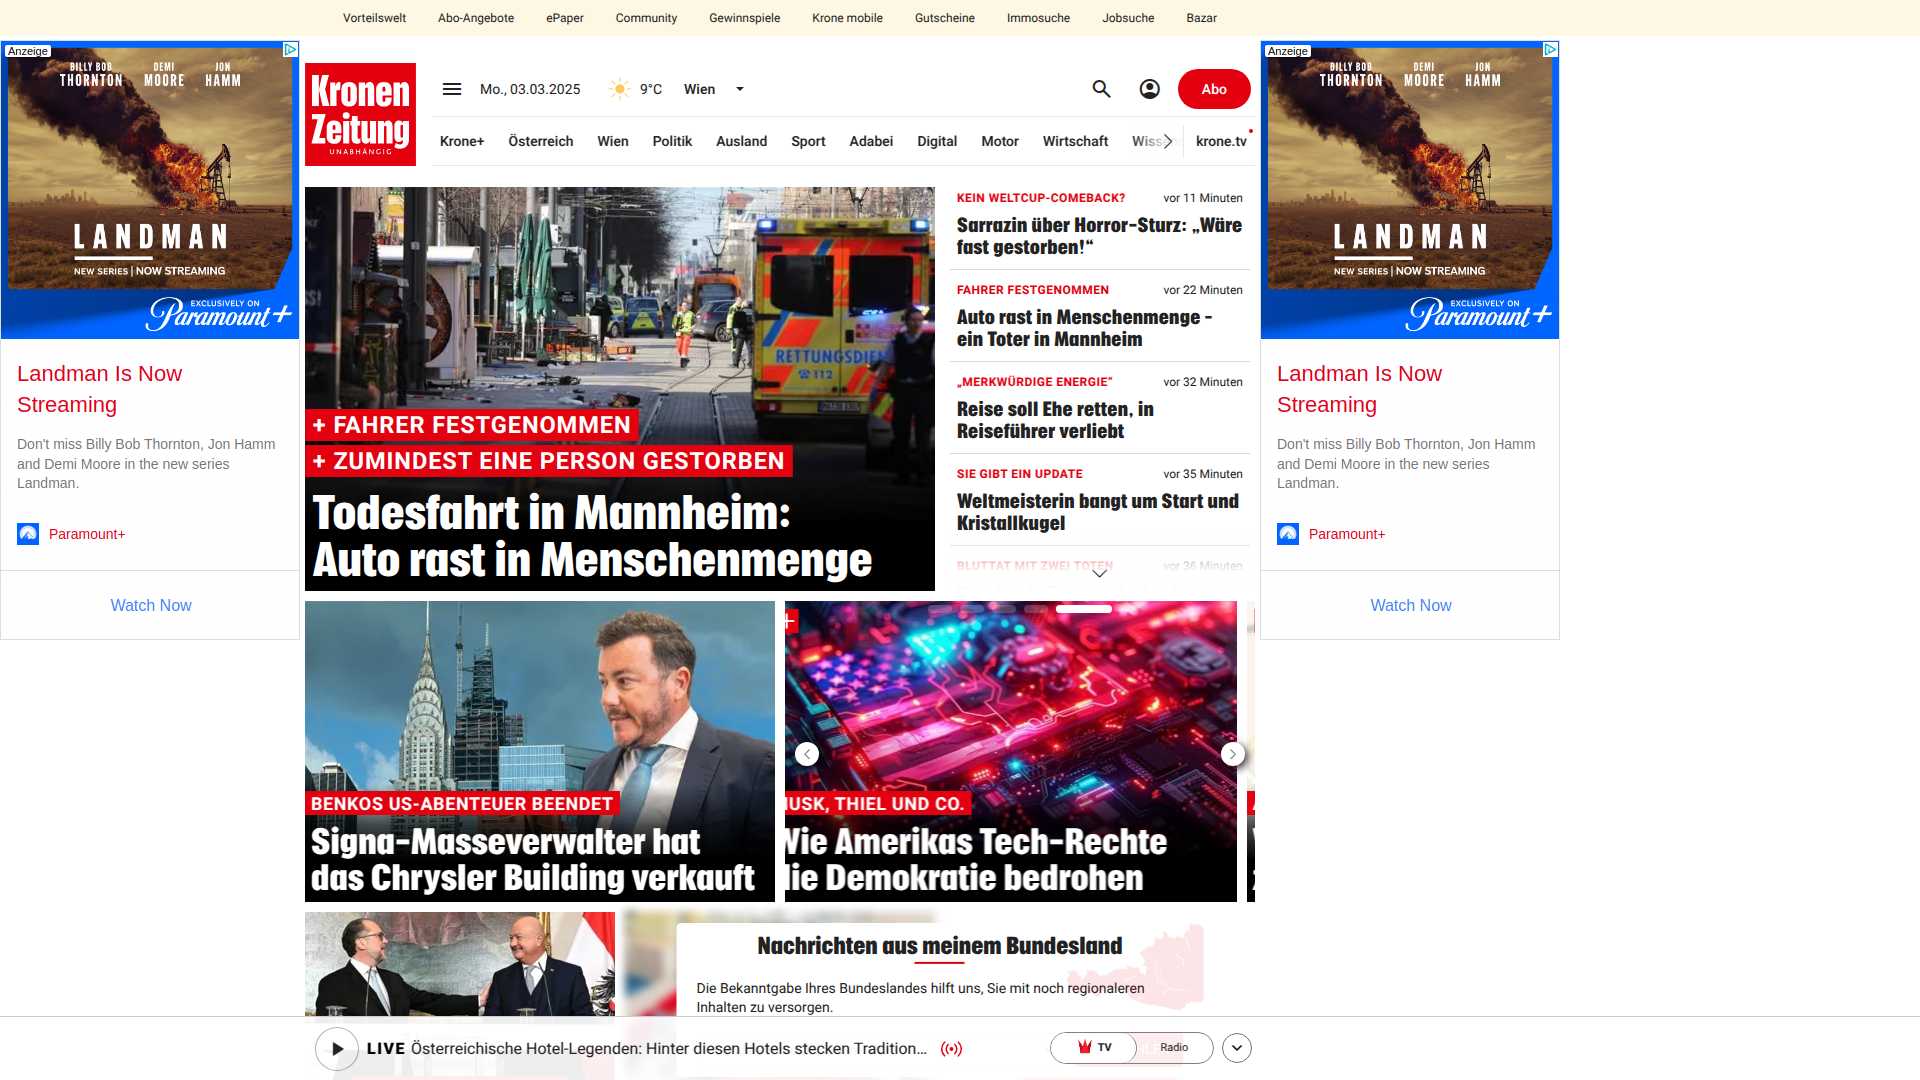 Vorteilswelt
Abo-Angebote
ePaper
Community
Gewinnspiele
Krone mobile
Gutscheine
Immosuche
Jobsuche
Bazar
Anzeige
BILLY BOB THORNTON
DEMI MOORE
JON HAMM
LANDMAN
NEW SERIES | NOW STREAMING
EXCLUSIVELY ON
Paramount+
Landman Is Now
Streaming
Don't miss Billy Bob Thornton, Jon Hamm
and Demi Moore in the new series
Landman.
Paramount+
Watch Now
Kronen
Zeitung
UNABHÄNGIG
Mo., 03.03.2025
9°C
Wien
Abo
Krone+
Österreich
Wien
Politik
Ausland
Sport
Adabei
Digital
Motor
Wirtschaft
krone.tv
RETTUNGSDIEN
112
+ FAHRER FESTGENOMMEN
+ ZUMINDEST EINE PERSON GESTORBEN
Todesfahrt in Mannheim:
Auto rast in Menschenmenge
KEIN WELTCUP-COMEBACK?
vor 11 Minuten
Sarrazin über Horror-Sturz: „Wäre
fast gestorben!“
FAHRER FESTGENOMMEN
vor 22 Minuten
Auto rast in Menschenmenge –
ein Toter in Mannheim
„MERKWÜRDIGE ENERGIE“
vor 32 Minuten
Reise soll Ehe retten, in
Reiseführer verliebt
SIE GIBT EIN UPDATE
vor 35 Minuten
Weltmeisterin bangt um Start und
Kristallkugel
BLUTTAT MIT ZWEI TOTEN
vor 36 Minuten
BENKOS US-ABENTEUER BEENDET
Signa-Masseverwalter hat
das Chrysler Building verkauft
+
MUSK, THIEL UND CO.
Wie Amerikas Tech-Rechte
die Demokratie bedrohen
Nachrichten aus meinem Bundesland
Die Bekanntgabe Ihres Bundeslandes hilft uns, Sie mit noch regionaleren
Inhalten zu versorgen.
LIVE Österreichische Hotel-Legenden: Hinter diesen Hotels stecken Tradition...
TV
Radio
Anzeige
BILLY BOB THORNTON
DEMI MOORE
JON HAMM
LANDMAN
NEW SERIES | NOW STREAMING
EXCLUSIVELY ON
Paramount+
Landman Is Now
Streaming
Don't miss Billy Bob Thornton, Jon Hamm
and Demi Moore in the new series
Landman.
Paramount+
Watch Now